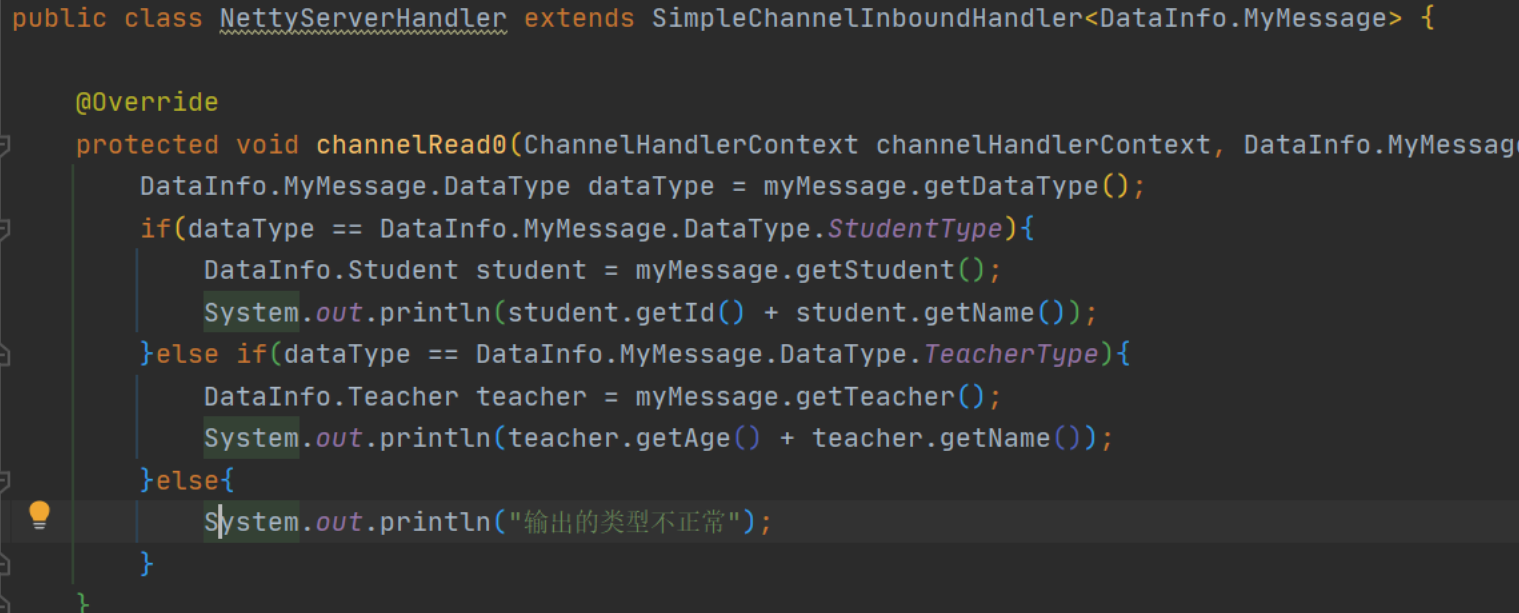 public class NettyServerHandler extends SimpleChannelInboundHandler<DataInfo.MyMessage> {
@Override
protected void channelRead0(ChannelHandlerContext channelHandlerContext, DataInfo.MyMessag
DataInfo.MyMessage.DataType dataType = myMessage.getDataType();
if(dataType == DataInfo.MyMessage.DataType.StudentType){
DataInfo.Student student = myMessage.getStudent();
System.out.println(student.getId() + student.getName());
}else if(dataType == DataInfo.MyMessage.DataType.TeacherType){
DataInfo.Teacher teacher = myMessage.getTeacher();
System.out.println(teacher.getAge() + teacher.getName());
}else{
System.out.println("输出的类型不正常");
}
}